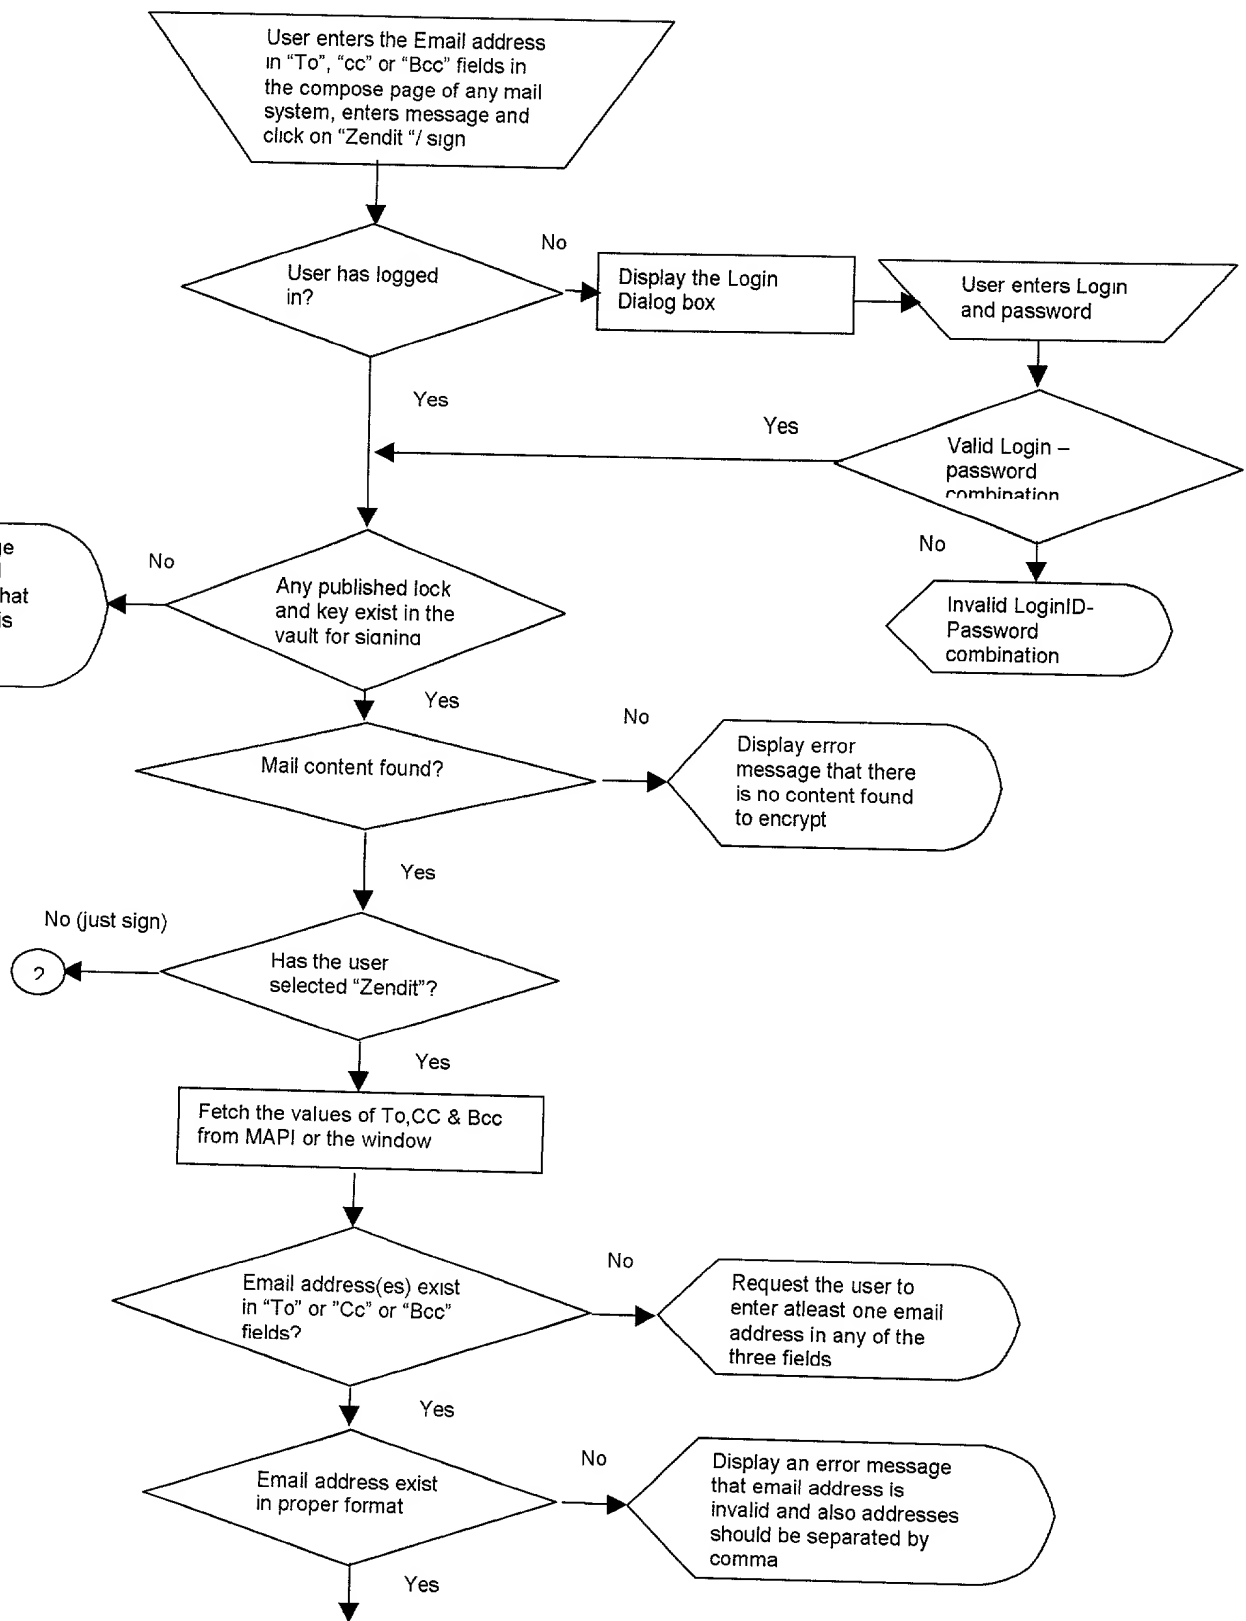 User enters the Email address
in “To”, “cc” or “Bcc” fields in
the compose page of any mail
system, enters message and
click on “Zendit “/ sign
No
User has logged
in?
Display the Login
Dialog box
User enters Login
and password
Yes
Yes
Valid Login –
password
combination
No
No
ge
hat
is
Any published lock
and key exist in the
vault for signing
Invalid LoginID-
Password
combination
Yes
No
Mail content found?
Display error
message that there
is no content found
to encrypt
Yes
No (just sign)
2
Has the user
selected “Zendit”?
Yes
Fetch the values of To,CC & Bcc
from MAPI or the window
No
Email address(es) exist
in “To” or ”Cc” or “Bcc”
fields?
Request the user to
enter atleast one email
address in any of the
three fields
Yes
No
Email address exist
in proper format
Display an error message
that email address is
invalid and also addresses
should be separated by
comma
Yes